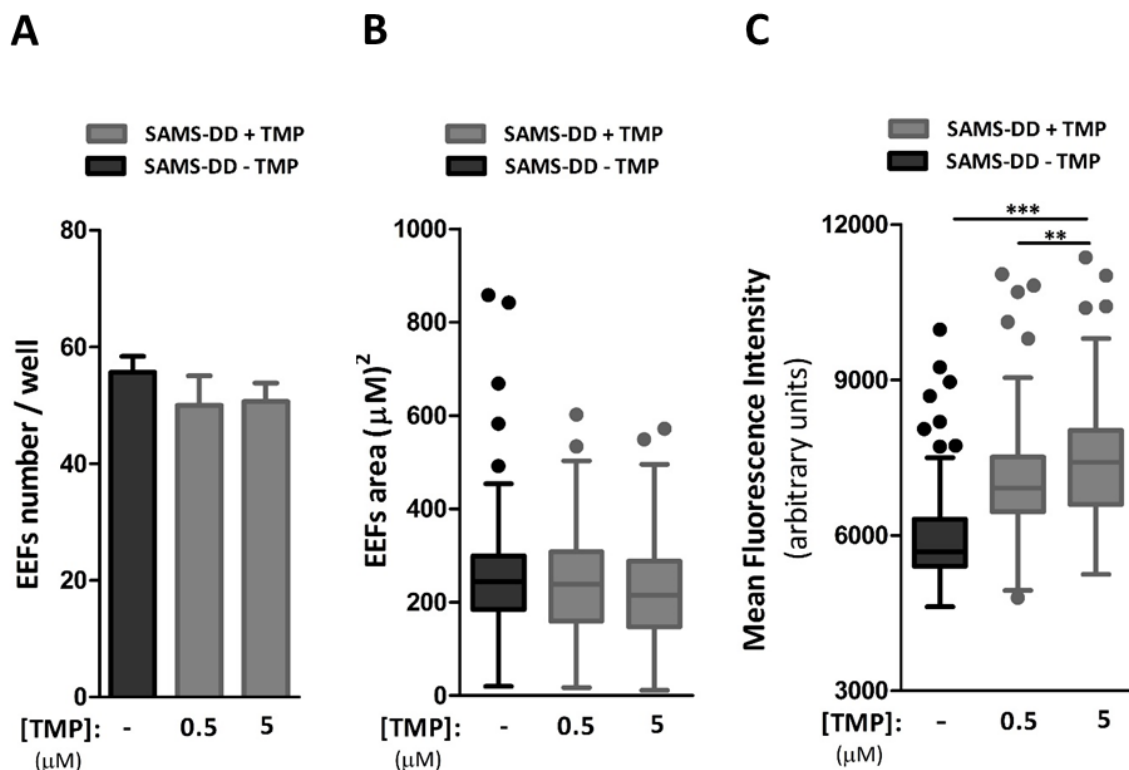 A
SAMS-DD + TMP
SAMS-DD - TMP
EEFs number / well
80
60
40
20
0
[TMP]: - 0.5 5
(μM)
B
SAMS-DD + TMP
SAMS-DD - TMP
EEFs area (μM)²
1000
800
600
400
200
0
[TMP]: - 0.5 5
(μM)
C
SAMS-DD + TMP
SAMS-DD - TMP
Mean Fluorescence Intensity
(arbitrary units)
12000
9000
6000
3000
***
**
[TMP]: - 0.5 5
(μM)